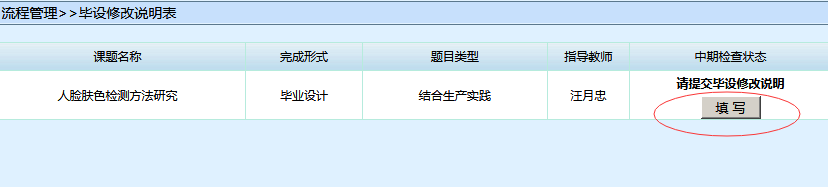 流程管理>>毕设修改说明表
课题名称 完成形式 题目类型 指导教师 中期检查状态
人脸肤色检测方法研究 毕业设计 结合生产实践 汪月忠 请提交毕设修改说明
填 写